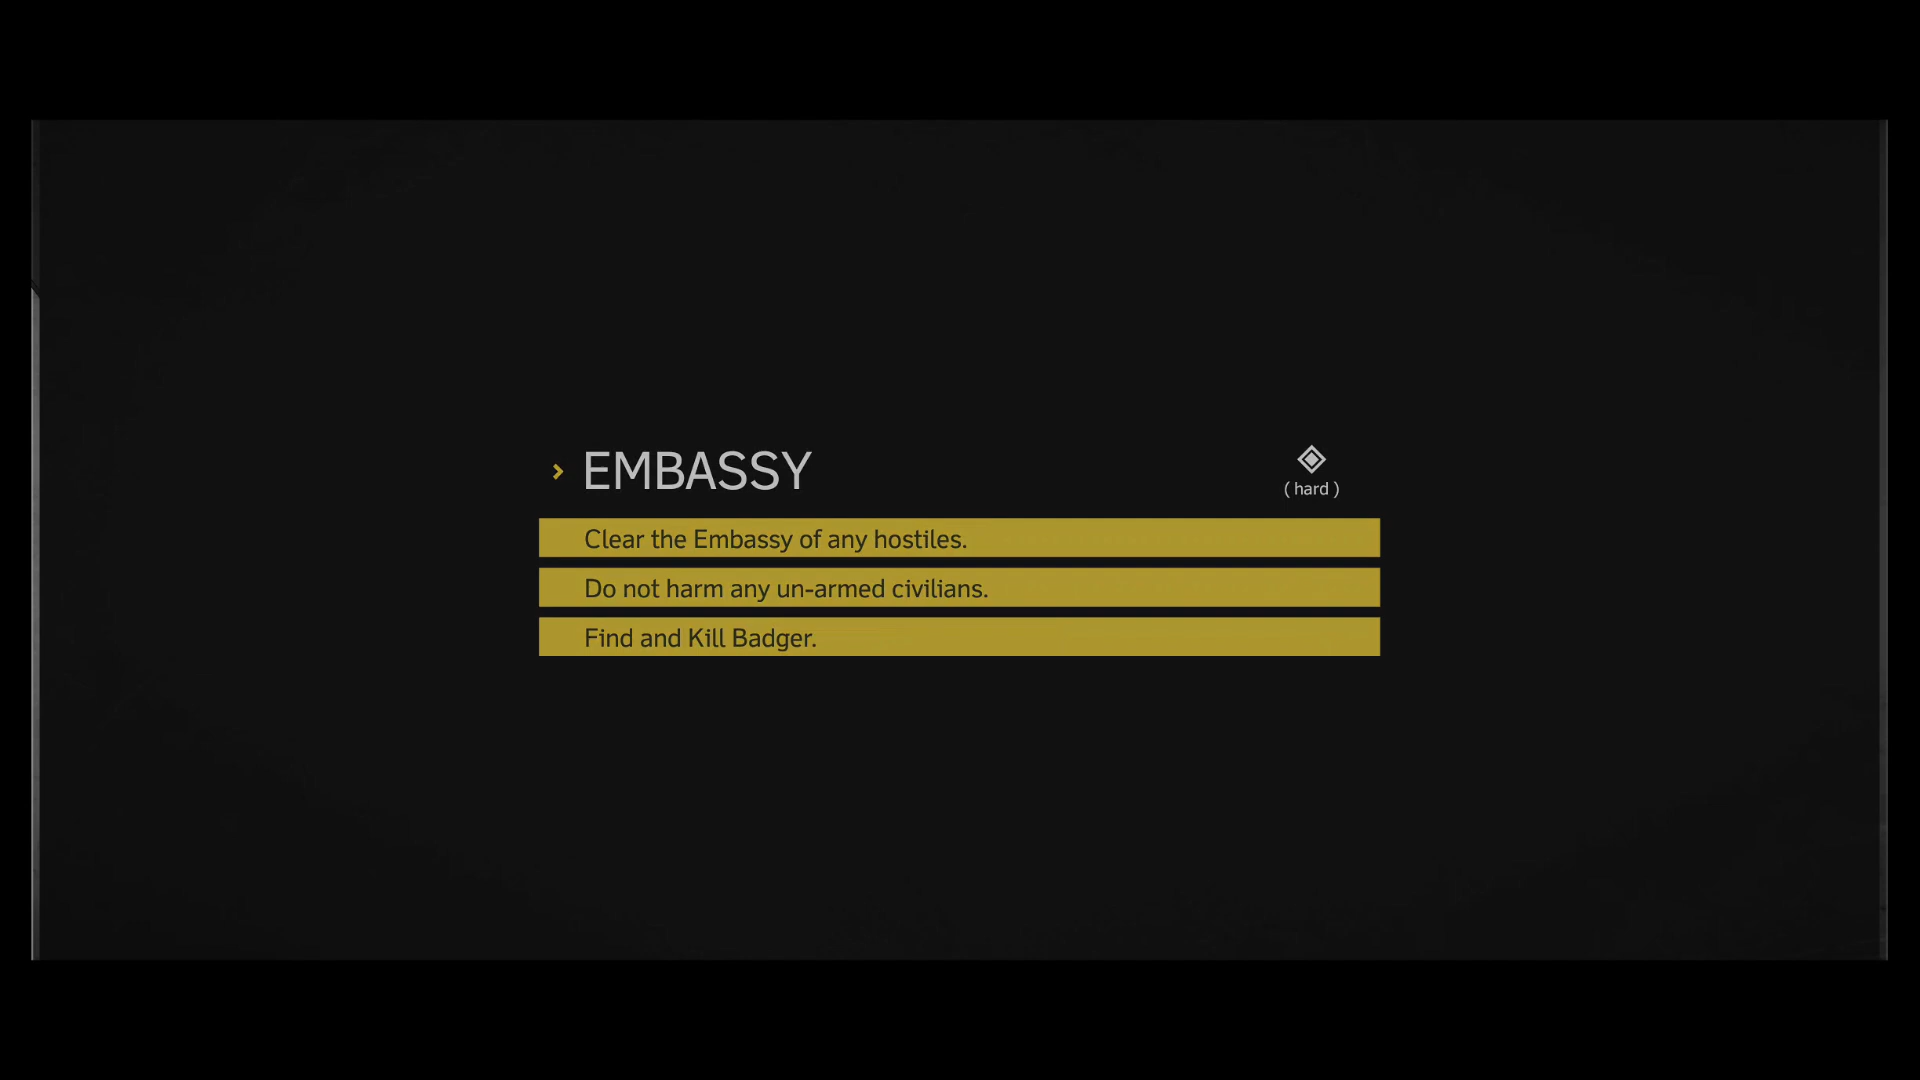 EMBASSY
( hard )
Clear the Embassy of any hostiles.
Do not harm any un-armed civilians.
Find and Kill Badger.